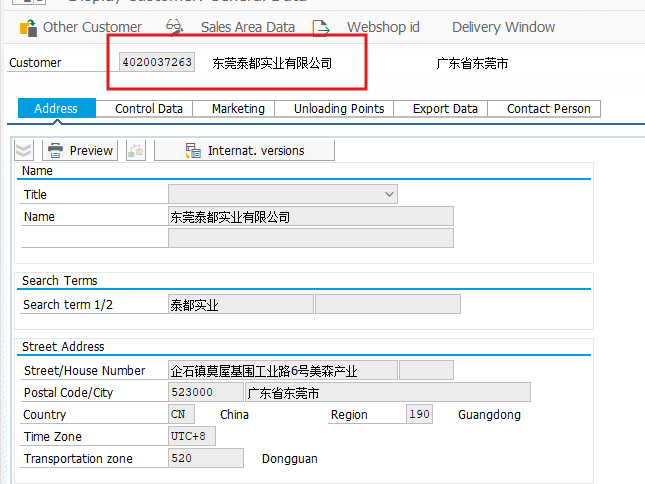 Other Customer Sales Area Data Webshop id Delivery Window
Customer 4020037263 东莞泰都实业有限公司 广东省东莞市
Address Control Data Marketing Unloading Points Export Data Contact Person
Preview Internat. versions
Name
Title
Name 东莞泰都实业有限公司
Search Terms
Search term 1/2 泰都实业
Street Address
Street/House Number 企石镇莫屋基围工业路6号美森产业
Postal Code/City 523000 广东省东莞市
Country CN China Region 190 Guangdong
Time Zone UTC+8
Transportation zone 520 Dongguan